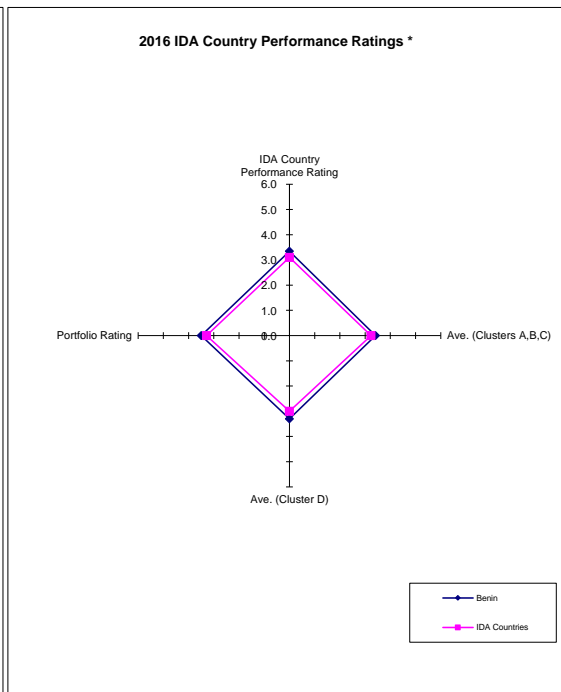 2016 IDA Country Performance Ratings *
IDA Country
Performance Rating
6.0
5.0
4.0
3.0
2.0
1.0
0.0
Portfolio Rating
Ave. (Clusters A,B,C)
Ave. (Cluster D)
Benin
IDA Countries